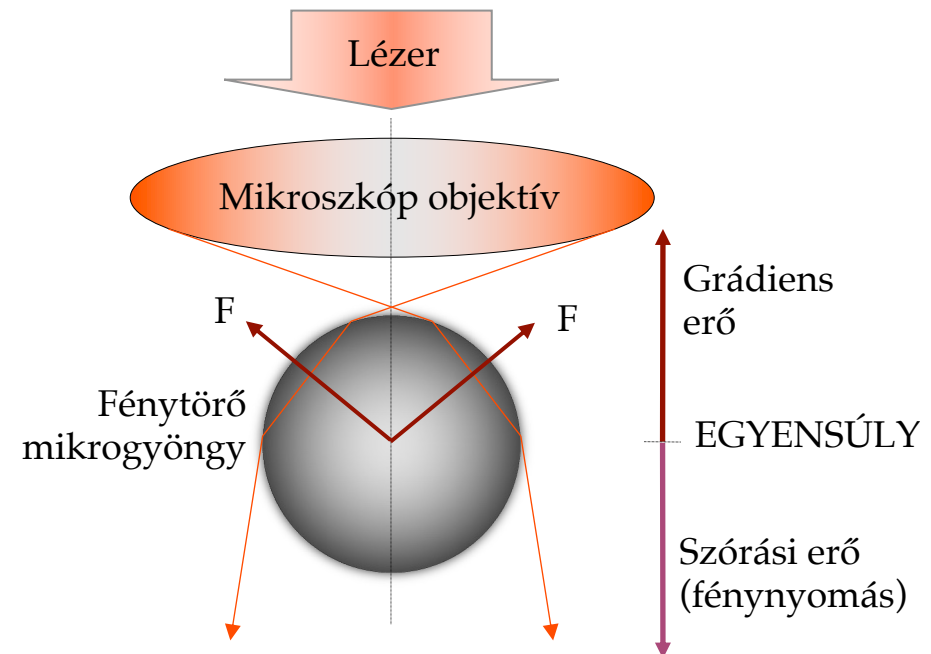 Lézer
Mikroszkóp objektív
Grádiens
erő
F
F
Fénytörő
mikrogyöngy
EGYENSÚLY
Szórási erő
(fénynyomás)